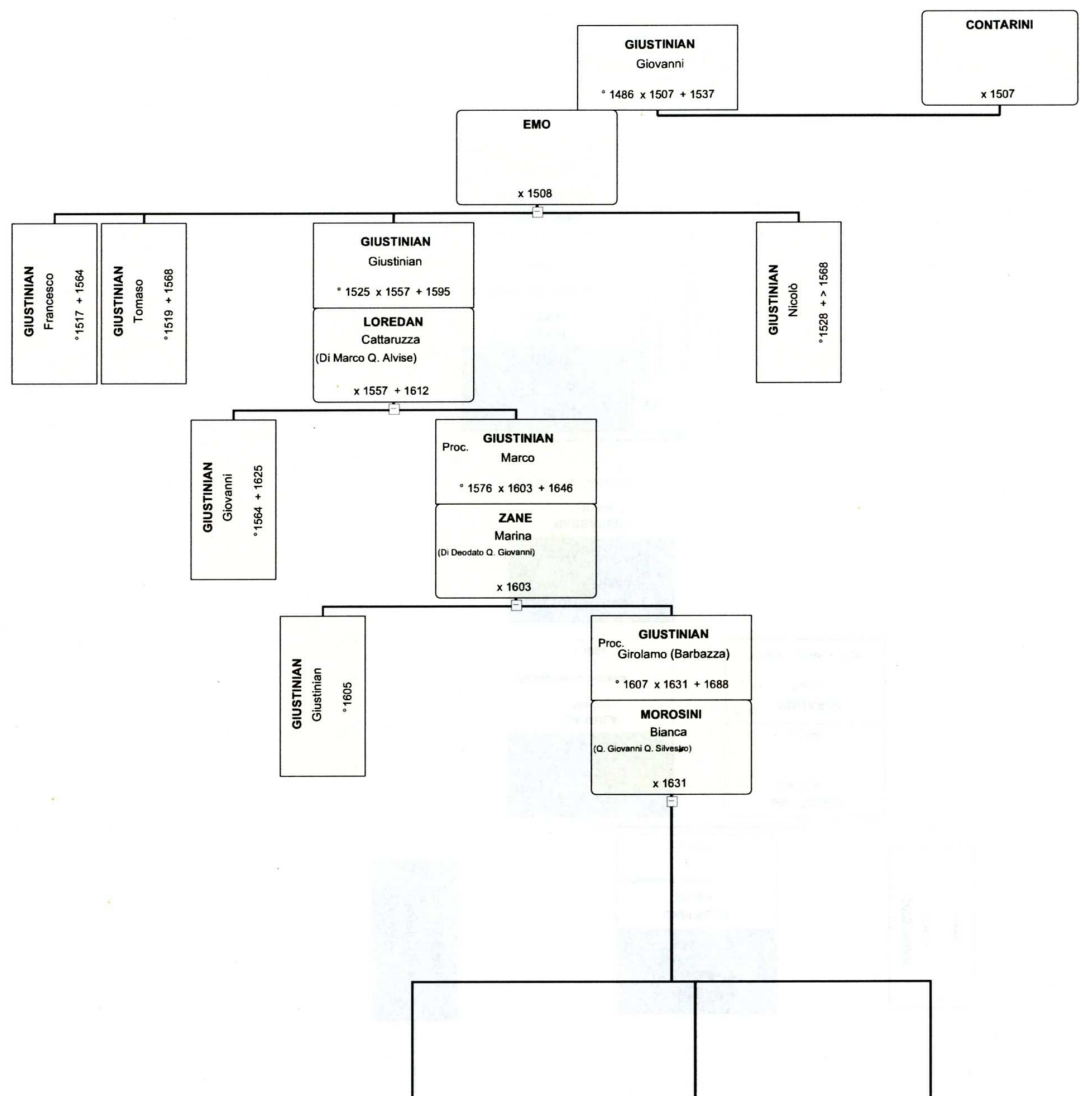 CONTARINI
x 1507
GIUSTINIAN
Giovanni
° 1486 x 1507 + 1537
EMO
x 1508
GIUSTINIAN
Francesco
°1517 + 1564
GIUSTINIAN
Tomaso
°1519 + 1568
GIUSTINIAN
Giustinian
° 1525 x 1557 + 1595
LOREDAN
Cattaruzza
(Di Marco Q. Alvise)
x 1557 + 1612
GIUSTINIAN
Nicolò
°1528 + > 1568
GIUSTINIAN
Giovanni
°1564 + 1625
Proc. GIUSTINIAN
Marco
° 1576 x 1603 + 1646
ZANE
Marina
(Di Deodato Q. Giovanni)
x 1603
GIUSTINIAN
Giustinian
°1605
Proc. GIUSTINIAN
Girolamo (Barbazza)
° 1607 x 1631 + 1688
MOROSINI
Bianca
(Q. Giovanni Q. Silvestro)
x 1631